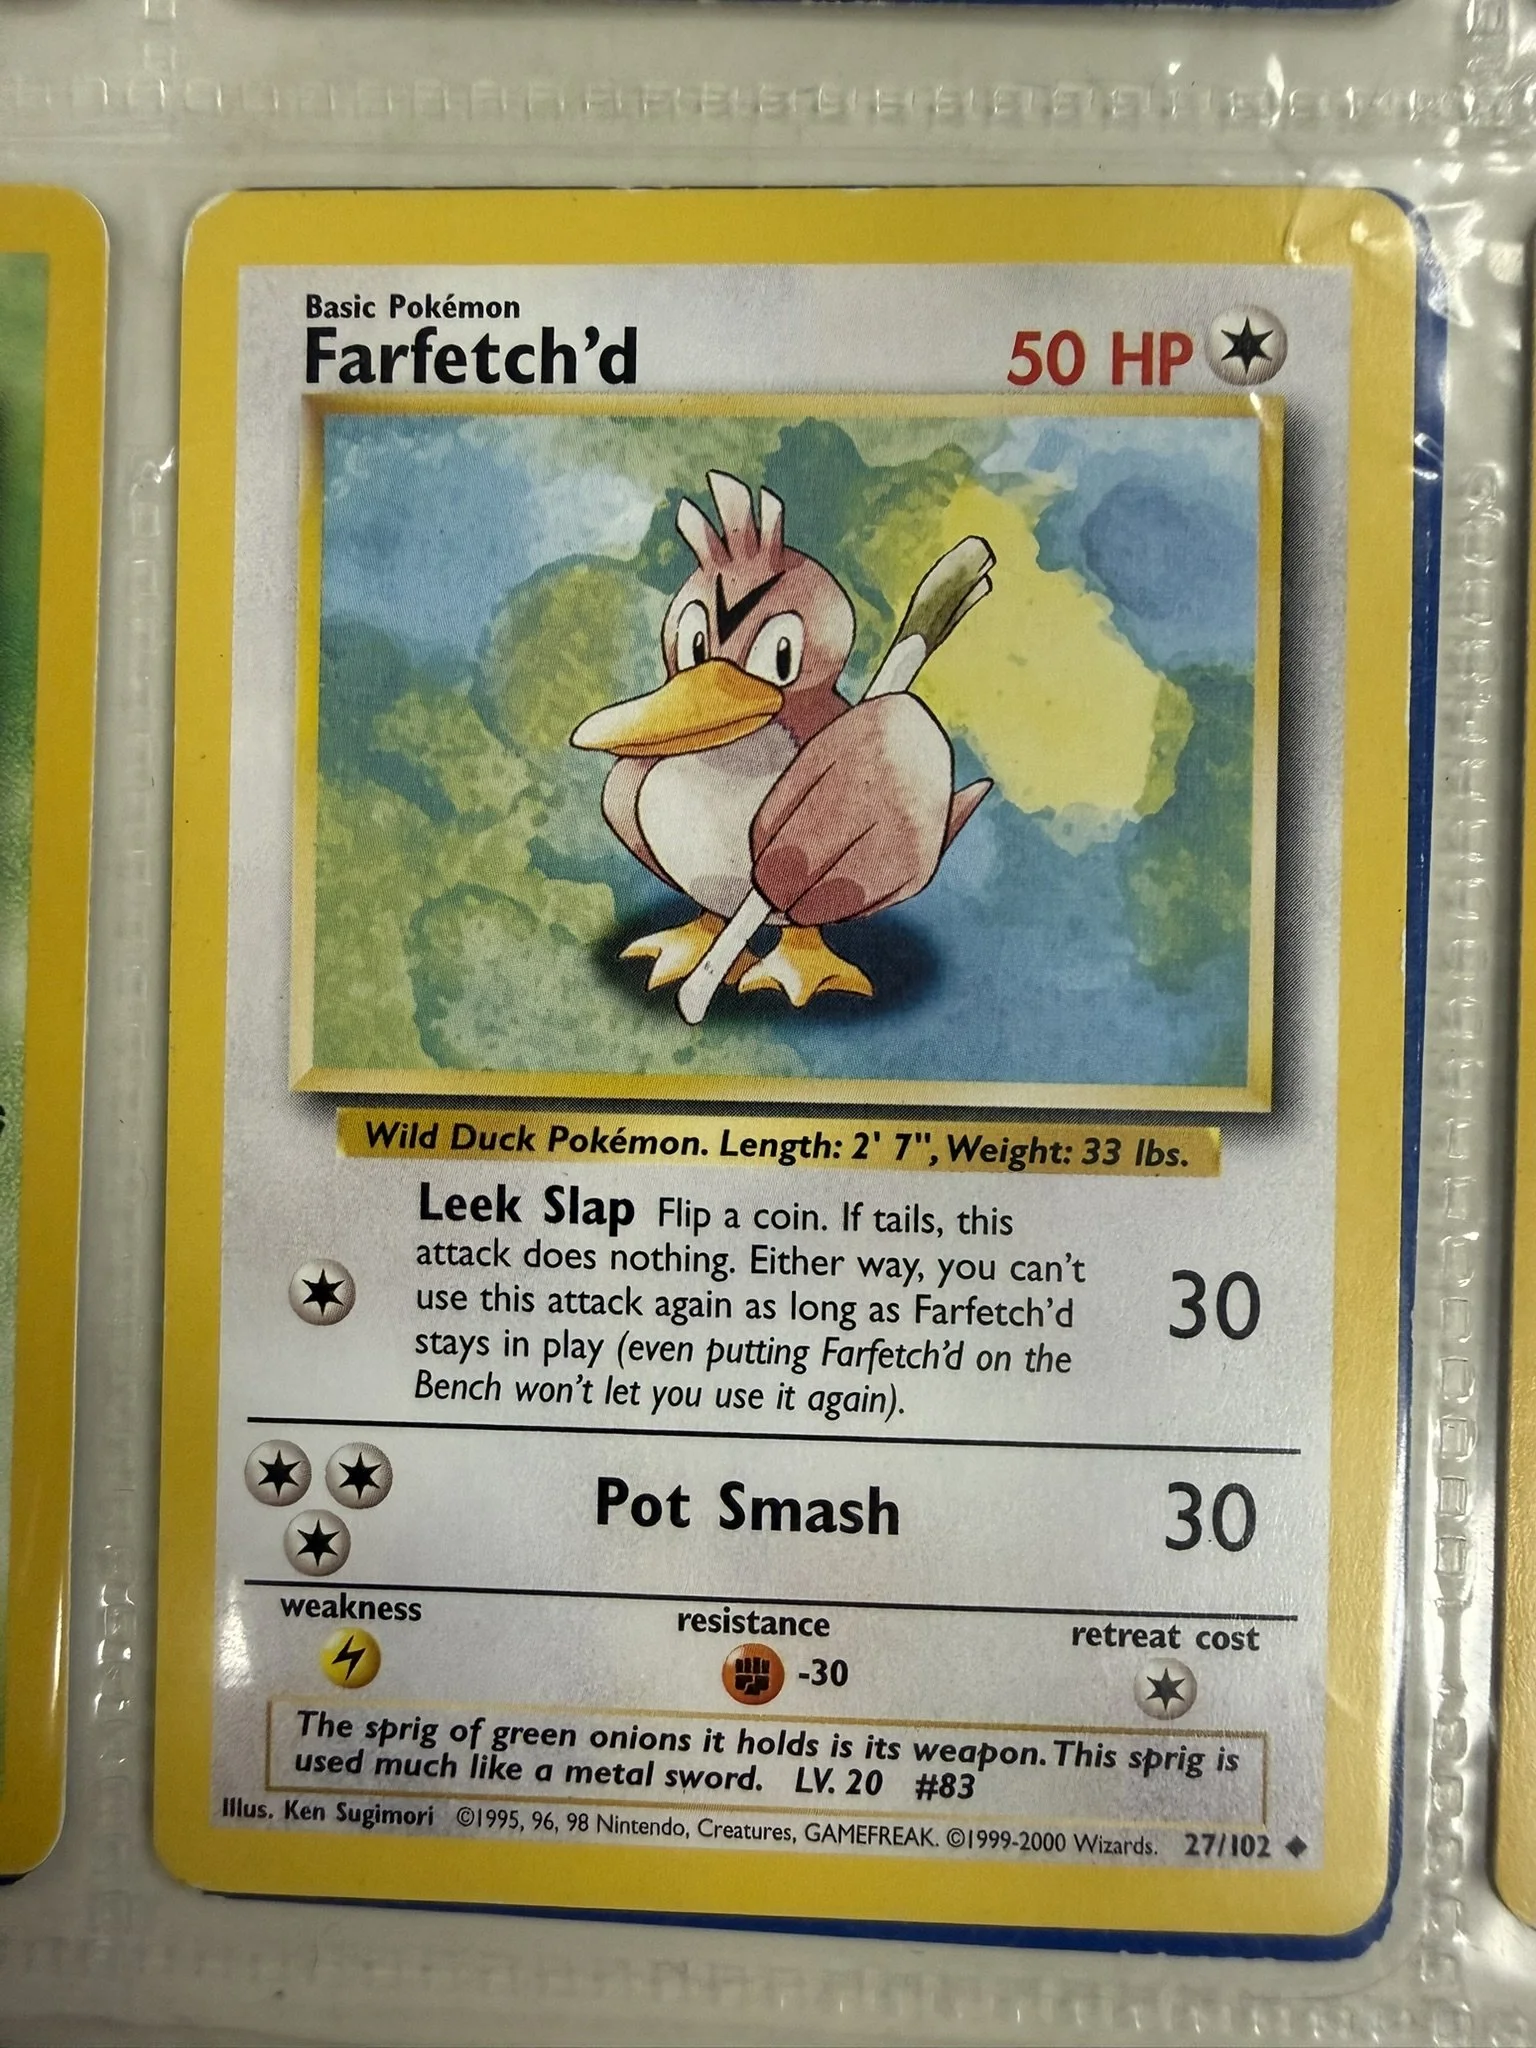 Basic Pokémon
Farfetch'd
50 HP
Wild Duck Pokémon. Length: 2' 7", Weight: 33 lbs.
Leek Slap Flip a coin. If tails, this
attack does nothing. Either way, you can't
use this attack again as long as Farfetch'd
stays in play (even putting Farfetch'd on the
Bench won't let you use it again).
30
Pot Smash
30
weakness
resistance
retreat cost
-30
The sprig of green onions it holds is its weapon. This sprig is
used much like a metal sword. LV. 20 #83
Illus. Ken Sugimori ©1995, 96, 98 Nintendo, Creatures, GAMEFREAK. ©1999-2000 Wizards. 27/102